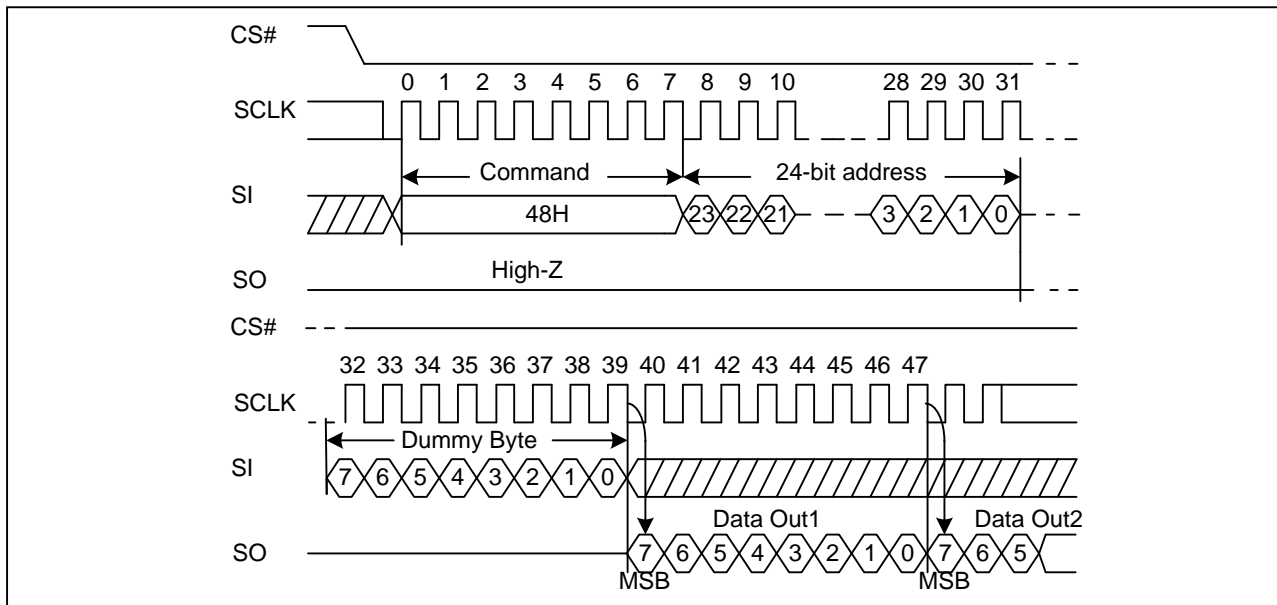 CS#
0 1 2 3 4 5 6 7 8 9 10 28 29 30 31
SCLK
Command 24-bit address
SI
48H 23 22 21 3 2 1 0
High-Z
SO
CS#
32 33 34 35 36 37 38 39 40 41 42 43 44 45 46 47
SCLK
Dummy Byte
SI
7 6 5 4 3 2 1 0
Data Out1 Data Out2
SO
7 6 5 4 3 2 1 0 7 6 5
MSB MSB